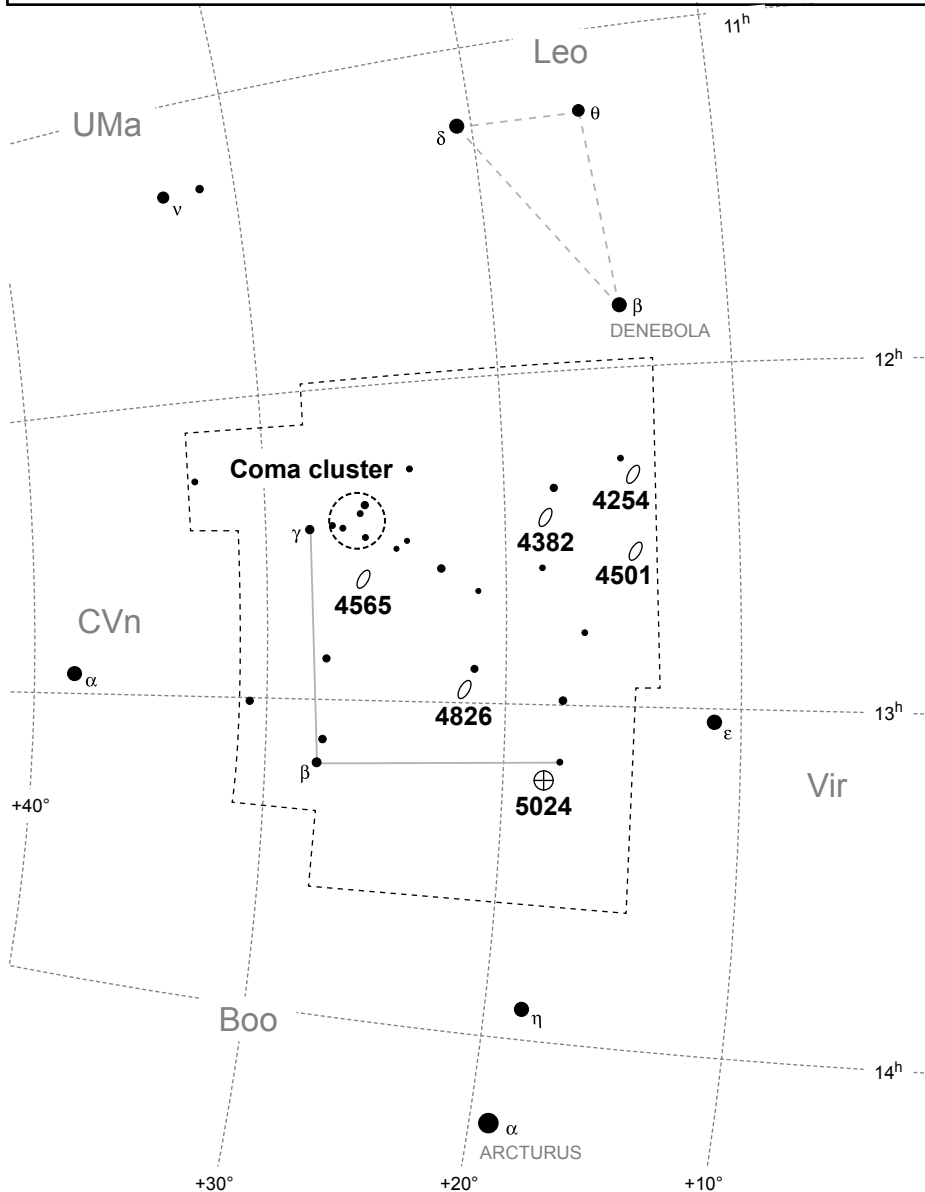 11h
Leo
UMa
δ
θ
ν
β
DENEBOLA
12h
Coma cluster
4254
γ
4382
4501
4565
CVn
α
4826
13h
ε
β
Vir
+40°
5024
Boo
η
14h
α
ARCTURUS
+30°
+20°
+10°